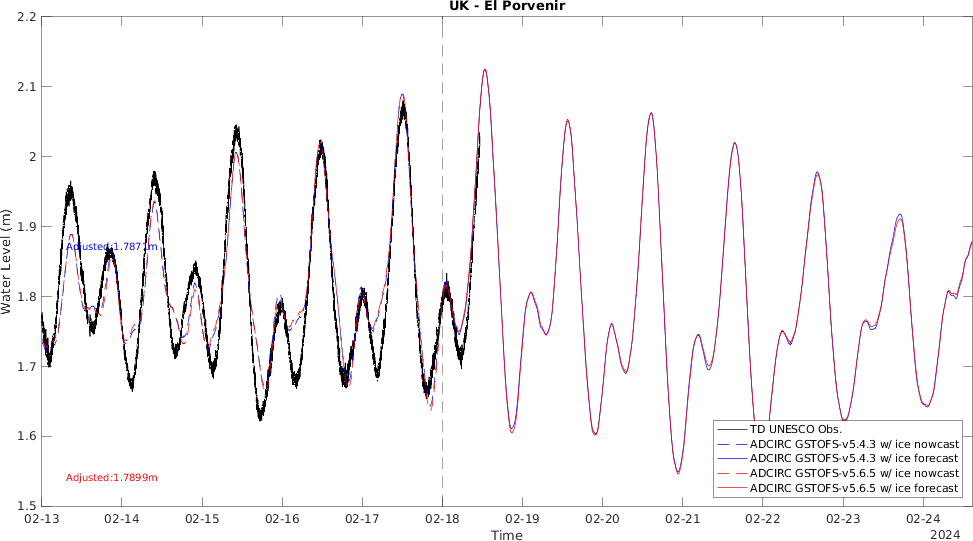 UK - El Porvenir
2.2
2.1
2
1.9
1.8
1.7
1.6
1.5
Water Level (m)
Adjusted:1.7871m
Adjusted:1.7899m
TD UNESCO Obs.
ADCIRC GSTOFS-v5.4.3 w/ ice nowcast
ADCIRC GSTOFS-v5.4.3 w/ ice forecast
ADCIRC GSTOFS-v5.6.5 w/ ice nowcast
ADCIRC GSTOFS-v5.6.5 w/ ice forecast
02-13 02-14 02-15 02-16 02-17 02-18 02-19 02-20 02-21 02-22 02-23 02-24
Time
2024